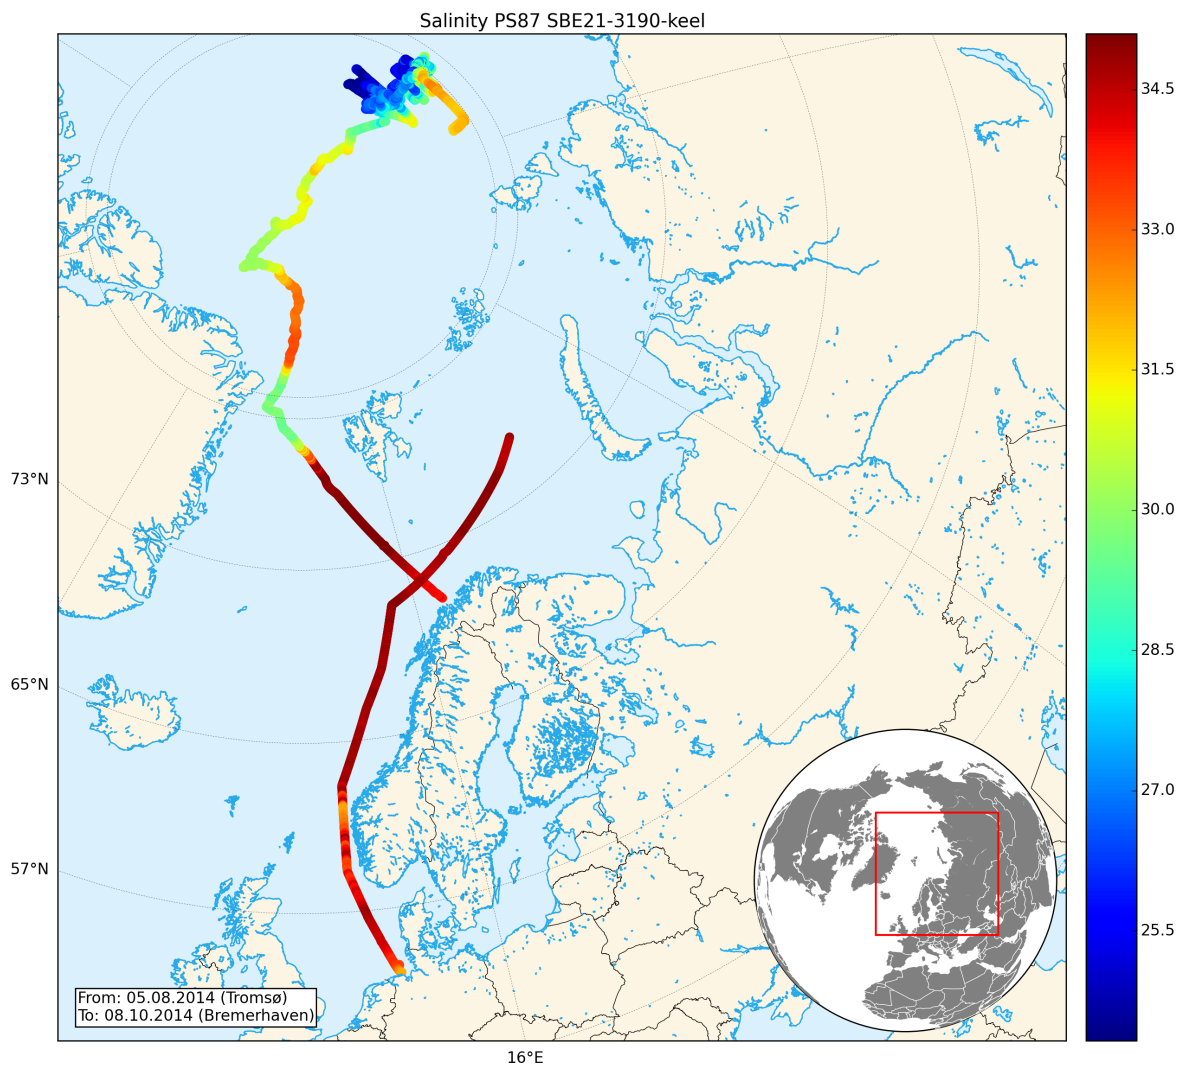 Salinity PS87 SBE21-3190-keel
34.5
33.0
31.5
30.0
28.5
27.0
25.5
73°N
65°N
57°N
16°E
From: 05.08.2014 (Tromsø)
To: 08.10.2014 (Bremerhaven)